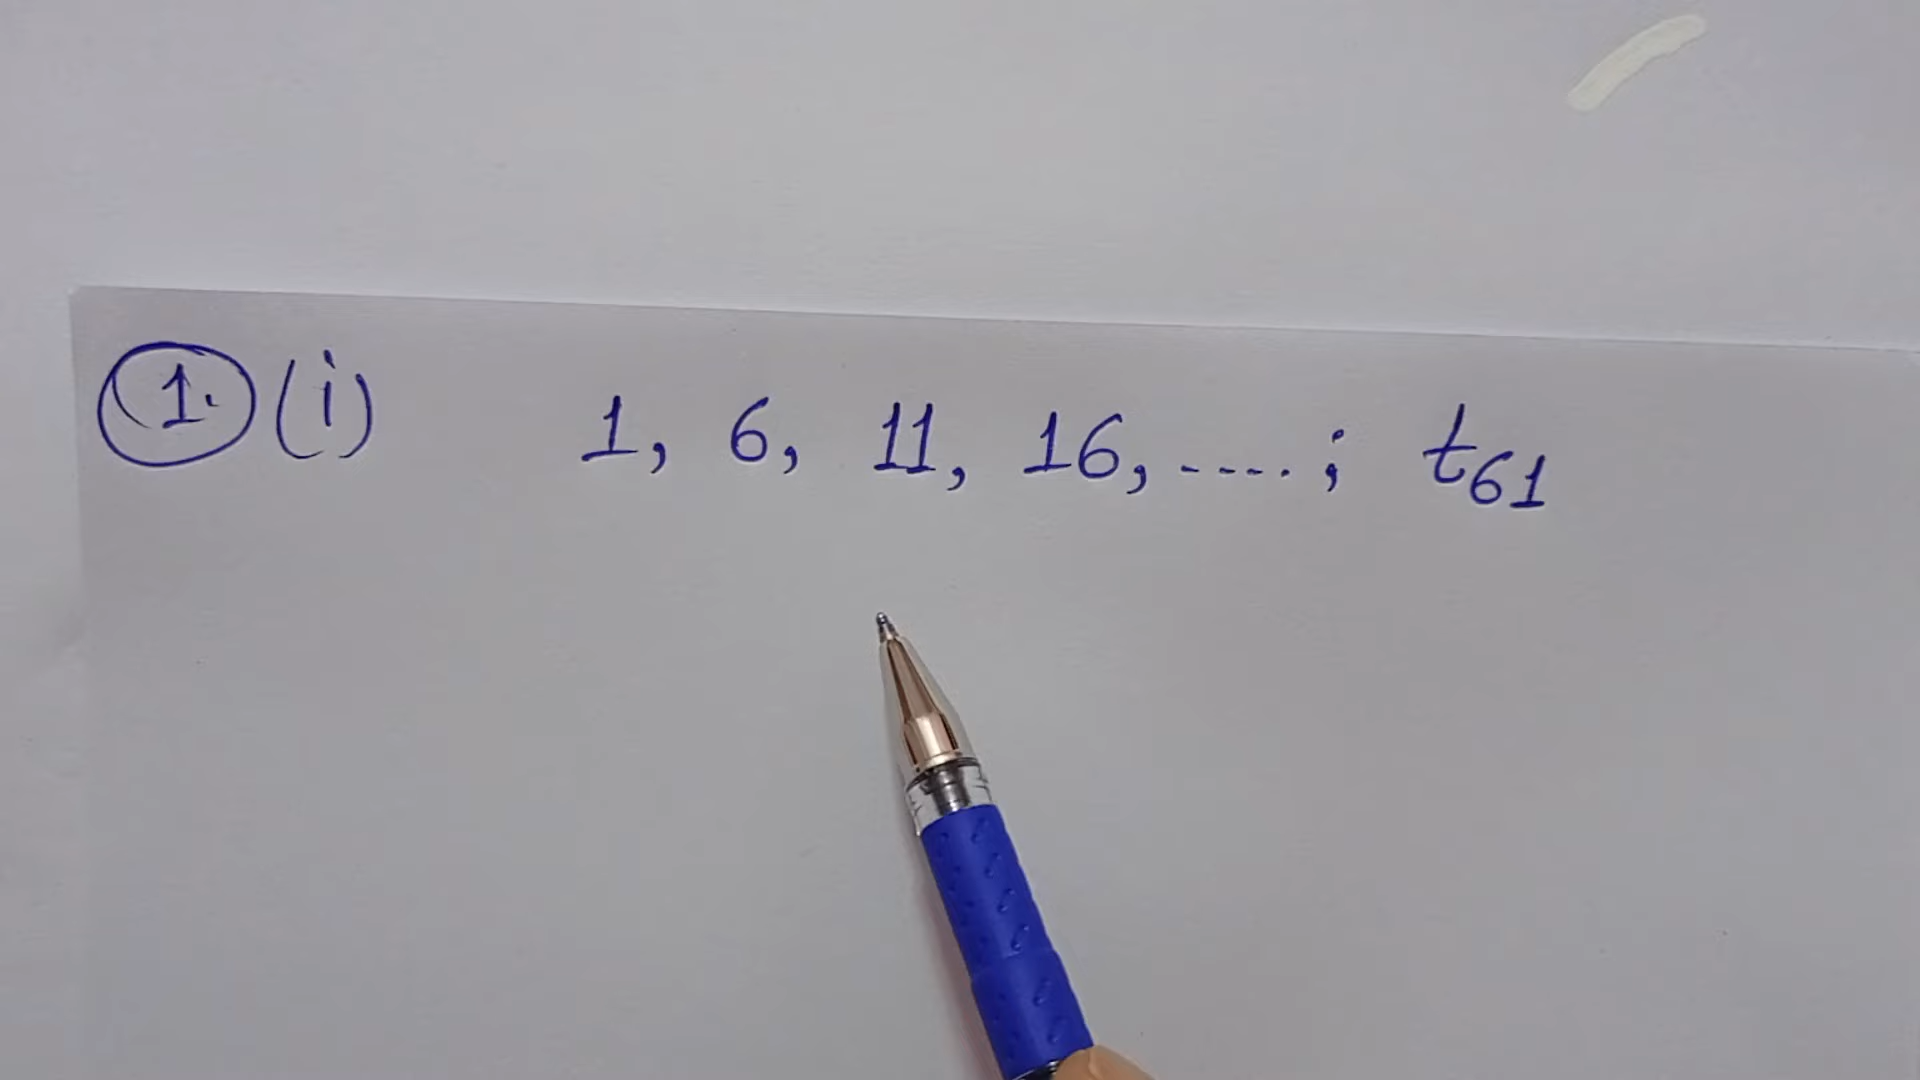 1. (i) 1, 6, 11, 16, ....; t₆₁